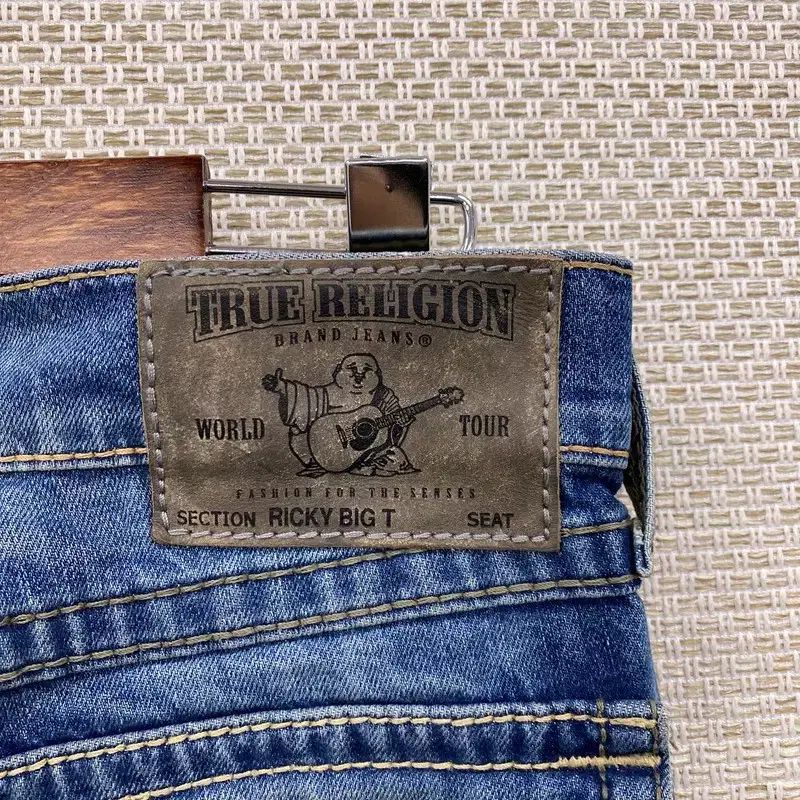 TRUE RELIGION
BRAND JEANS®
WORLD TOUR
FASHION FOR THE SENSES
SECTION RICKY BIG T SEAT